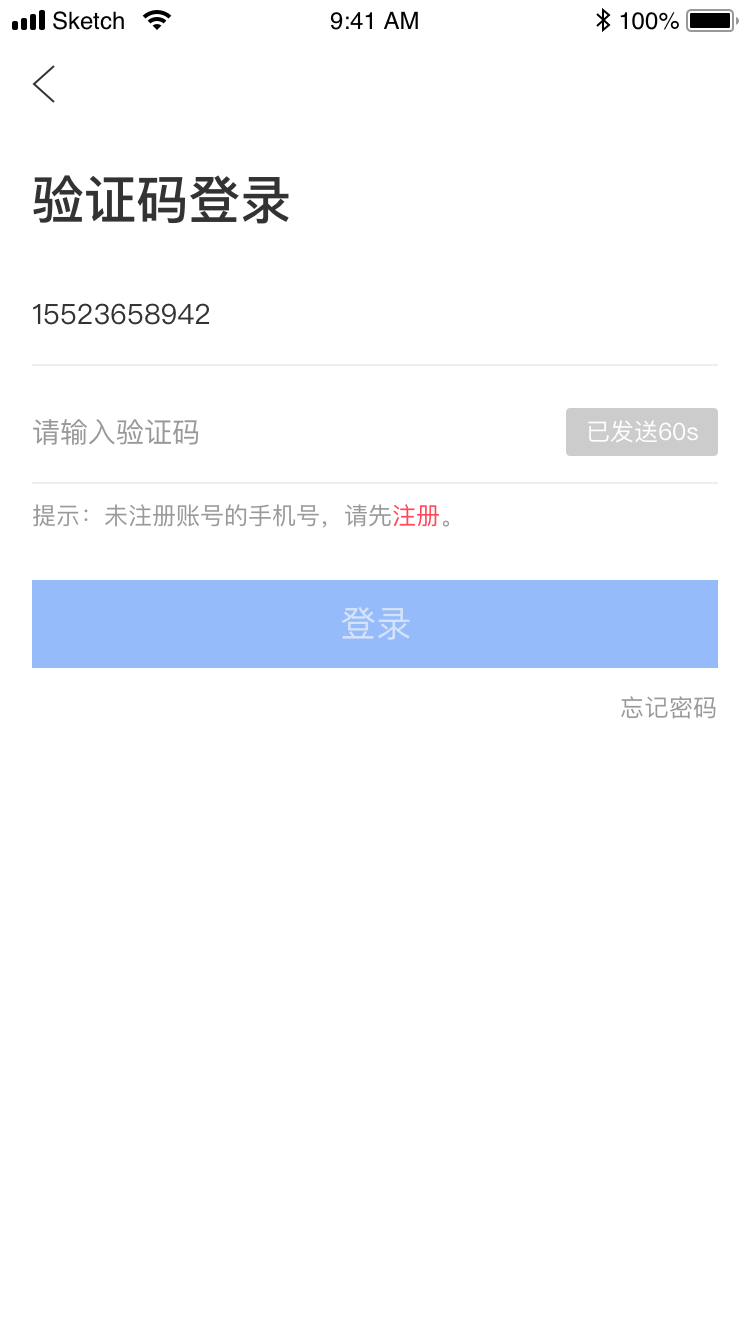 Sketch 9:41 AM 100%
验证码登录
15523658942
请输入验证码 已发送60s
提示：未注册账号的手机号，请先注册。
登录
忘记密码